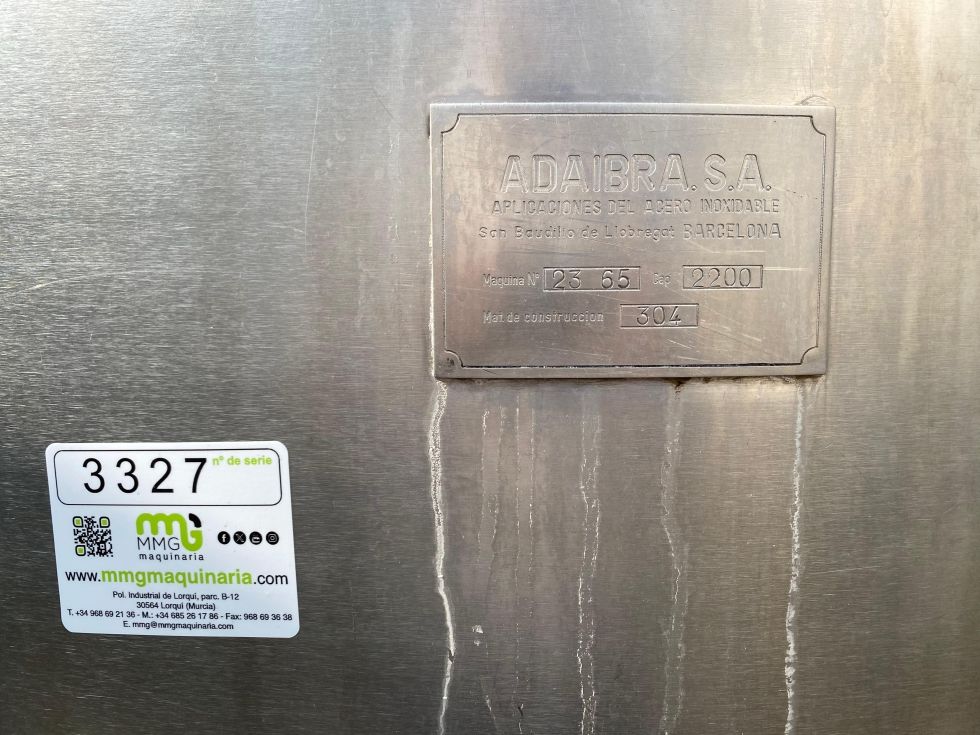 ADAIBRA. S.A.
APLICACIONES DEL ACERO INOXIDABLE
San Baudilio de Llobregat BARCELONA
Maquina N° 23 65 Cap 2200
Mat. de construccion 304
3327 nº de serie
MMG
maquinaria
www.mmgmaquinaria.com
Pol. Industrial de Lorquí, parc. B-12
30564 Lorquí (Murcia)
T. +34 968 69 21 36 - M.: +34 685 26 17 86 - Fax: 968 69 36 38
E. mmg@mmgmaquinaria.com